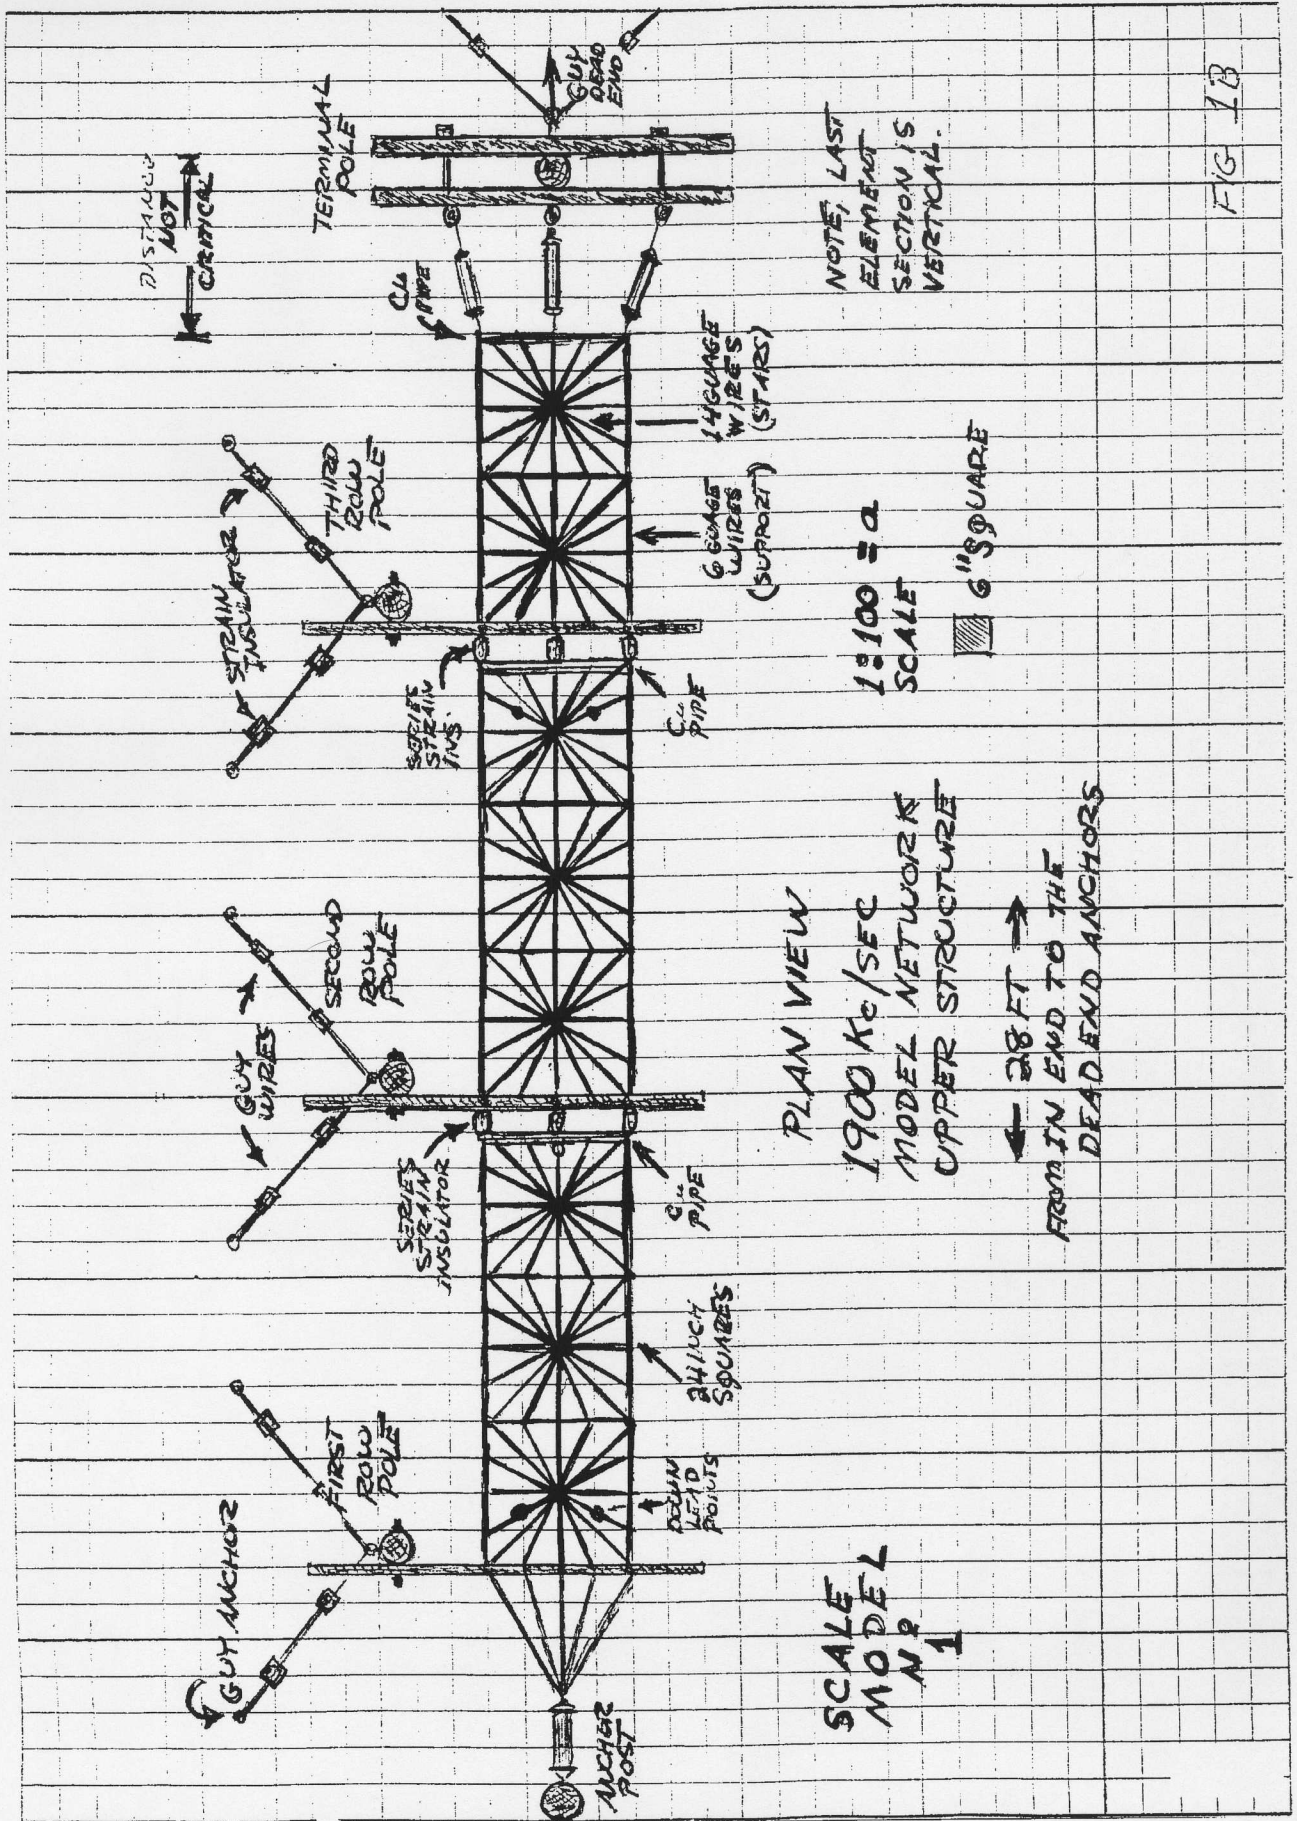 GUY ANCHOR
GUY
WIRES
STRAIN
INSULATOR
DISTANCE
NOT
CRITICAL
FIRST
ROW
POLE
SECOND
ROW
POLE
THIRD
ROW
POLE
TERMINAL
POLE
SERIES
STRAIN
INSULATOR
SERIES
STRAIN
INS.
Cu
PIPE
GUY
DEAD
END
ANCHOR
POST
DOWN
LEAD
POINTS
24 INCH
SQUARES
Cu
PIPE
Cu
PIPE
6 GUAGE
WIRES
(SUPPORT)
14 GUAGE
WIRES
(STARS)
SCALE
MODEL
Nº
1
PLAN VIEW
1900 Kc/SEC
MODEL NETWORK
UPPER STRUCTURE
← 28 FT →
FROM IN END TO THE
DEAD END ANCHORS
1:100 = a
SCALE
6" SQUARE
NOTE, LAST
ELEMENT
SECTION IS
VERTICAL.
FIG 1B